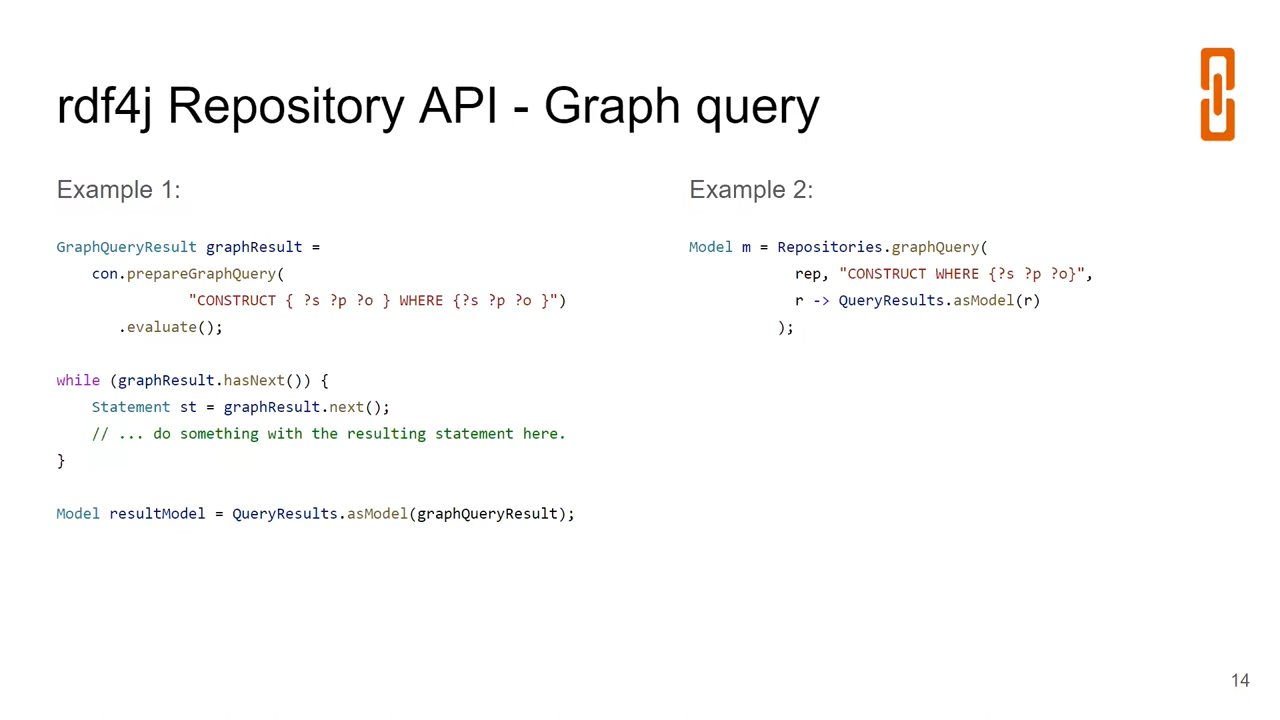 rdf4j Repository API - Graph query
Example 1:
GraphQueryResult graphResult =
con.prepareGraphQuery(
"CONSTRUCT { ?s ?p ?o } WHERE {?s ?p ?o }")
.evaluate();
while (graphResult.hasNext()) {
Statement st = graphResult.next();
// ... do something with the resulting statement here.
}
Model resultModel = QueryResults.asModel(graphQueryResult);
Example 2:
Model m = Repositories.graphQuery(
rep, "CONSTRUCT WHERE {?s ?p ?o}",
r -> QueryResults.asModel(r)
);
14